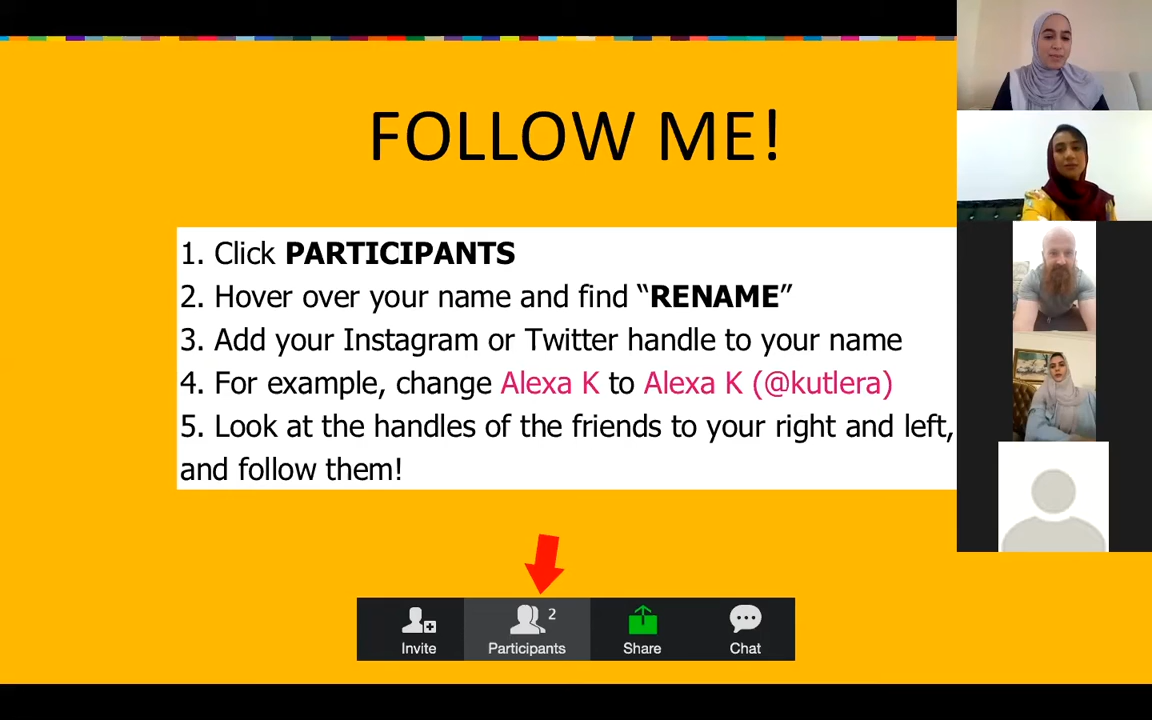 FOLLOW ME!
1. Click PARTICIPANTS
2. Hover over your name and find “RENAME”
3. Add your Instagram or Twitter handle to your name
4. For example, change Alexa K to Alexa K (@kutlera)
5. Look at the handles of the friends to your right and left,
and follow them!
2
Invite Participants Share Chat